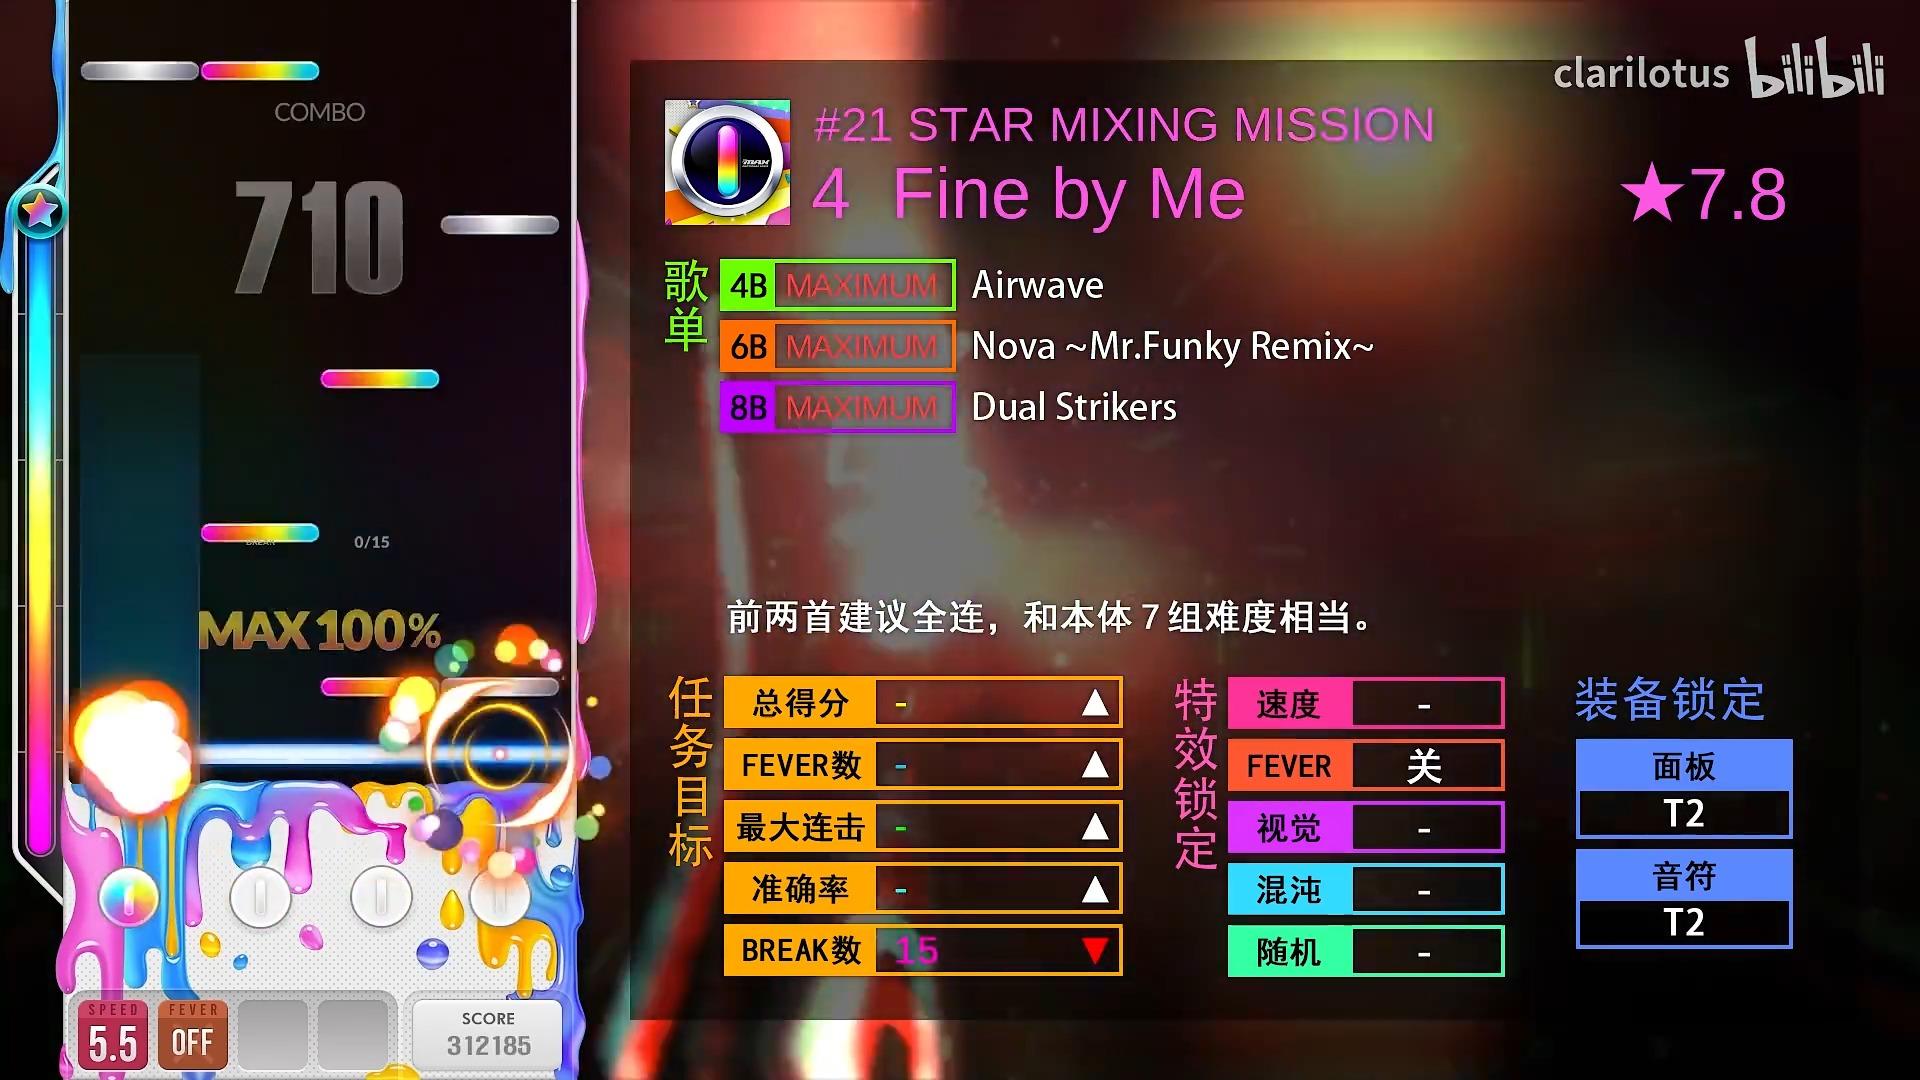 COMBO
710
BREAK 0/15
MAX 100%
SPEED
5.5
FEVER
OFF
SCORE
312185
clarilotus bilibili
#21 STAR MIXING MISSION
4 Fine by Me
★7.8
歌单
4B MAXIMUM Airwave
6B MAXIMUM Nova ~Mr.Funky Remix~
8B MAXIMUM Dual Strikers
前两首建议全连，和本体7组难度相当。
任务目标
总得分 - ▲
FEVER数 - ▲
最大连击 - ▲
准确率 - ▲
BREAK数 15 ▼
特效锁定
速度 -
FEVER 关
视觉 -
混沌 -
随机 -
装备锁定
面板
T2
音符
T2